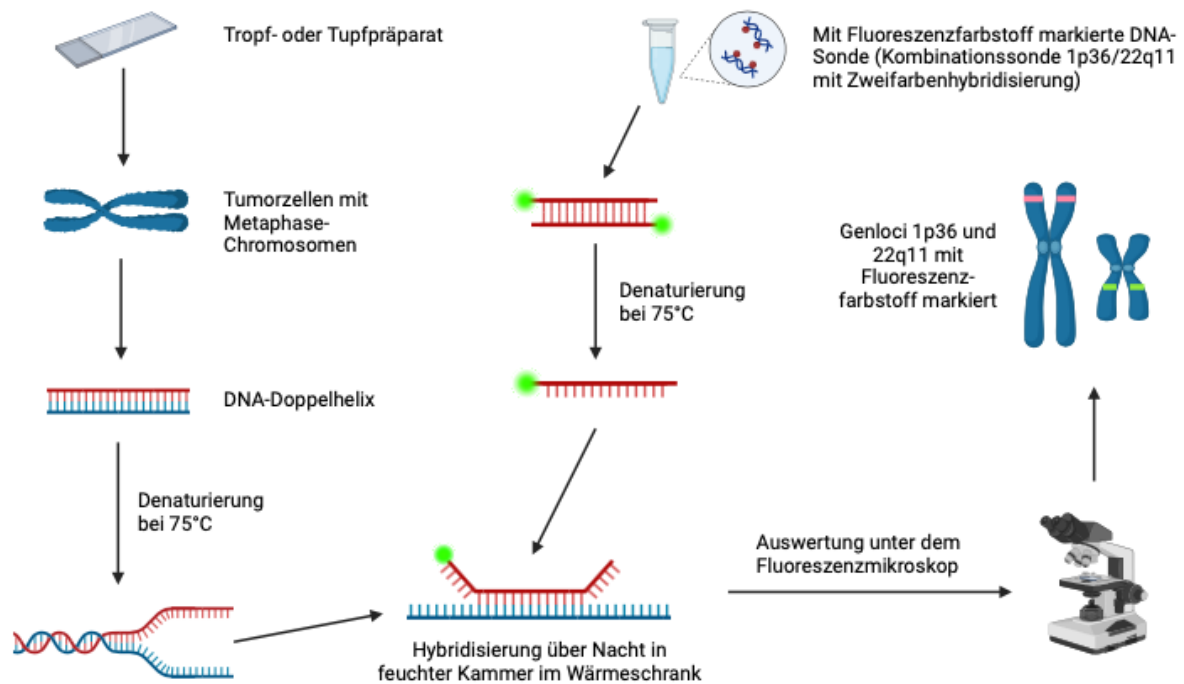 Tropf- oder Tupfpräparat
Mit Fluoreszenzfarbstoff markierte DNA-
Sonde (Kombinationssonde 1p36/22q11
mit Zweifarbenhybridisierung)
Tumorzellen mit
Metaphase-
Chromosomen
Genloci 1p36 und
22q11 mit
Fluoreszenz-
farbstoff markiert
Denaturierung
bei 75°C
DNA-Doppelhelix
Denaturierung
bei 75°C
Auswertung unter dem
Fluoreszenzmikroskop
Hybridisierung über Nacht in
feuchter Kammer im Wärmeschrank